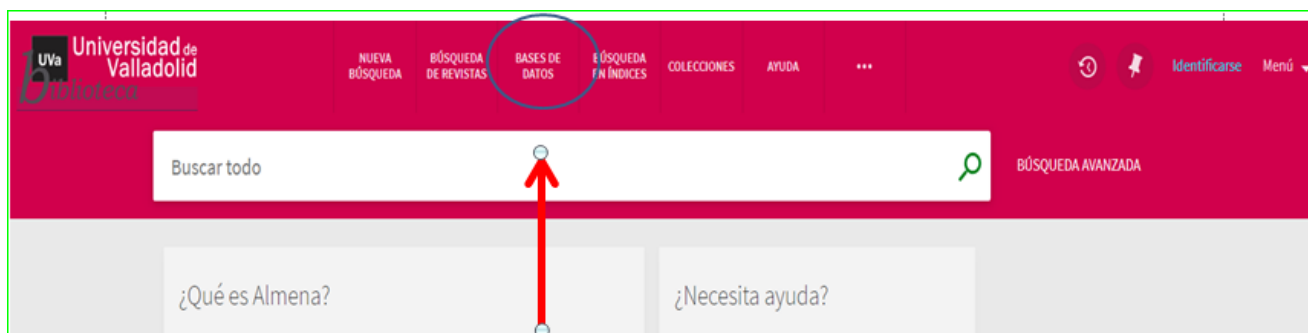 UVa Universidad de
Valladolid
Biblioteca
NUEVA
BÚSQUEDA
BÚSQUEDA
DE REVISTAS
BASES DE
DATOS
BÚSQUEDA
EN ÍNDICES
COLECCIONES
AYUDA
•••
Identificarse
Menú
Buscar todo
BÚSQUEDA AVANZADA
¿Qué es Almena?
¿Necesita ayuda?